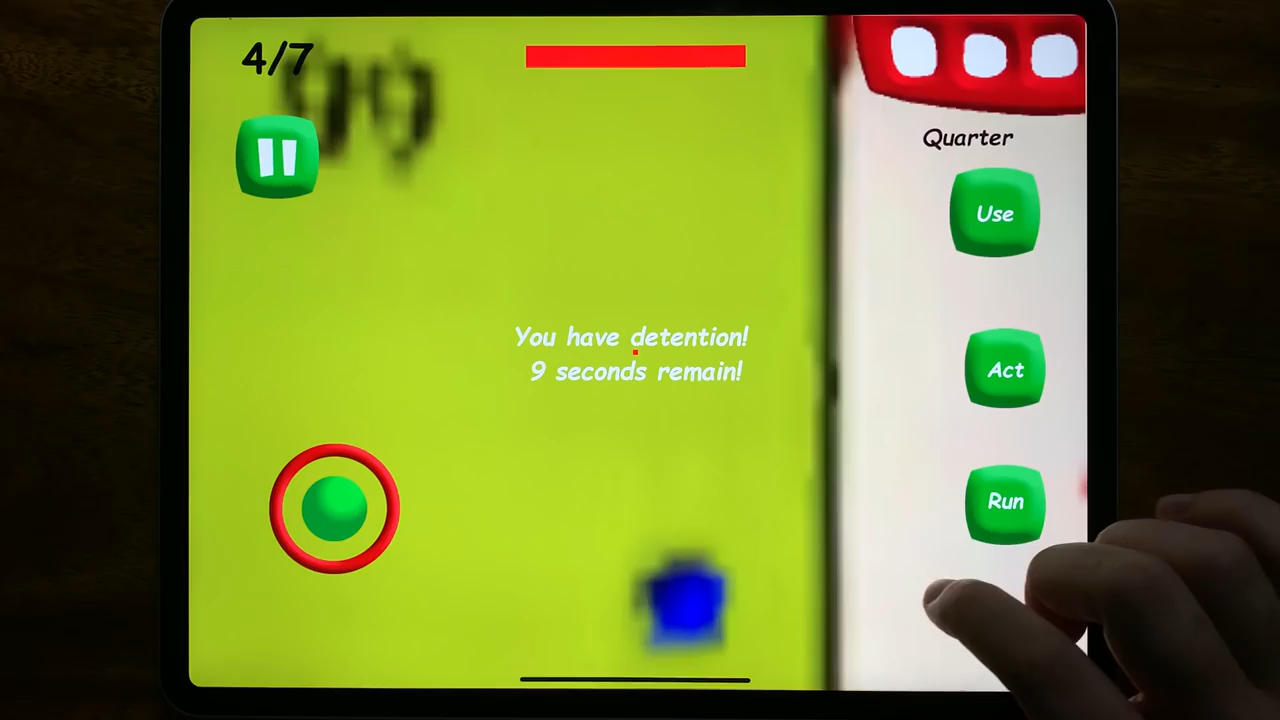 4/7
Quarter
Use
You have detention!
9 seconds remain!
Act
Run